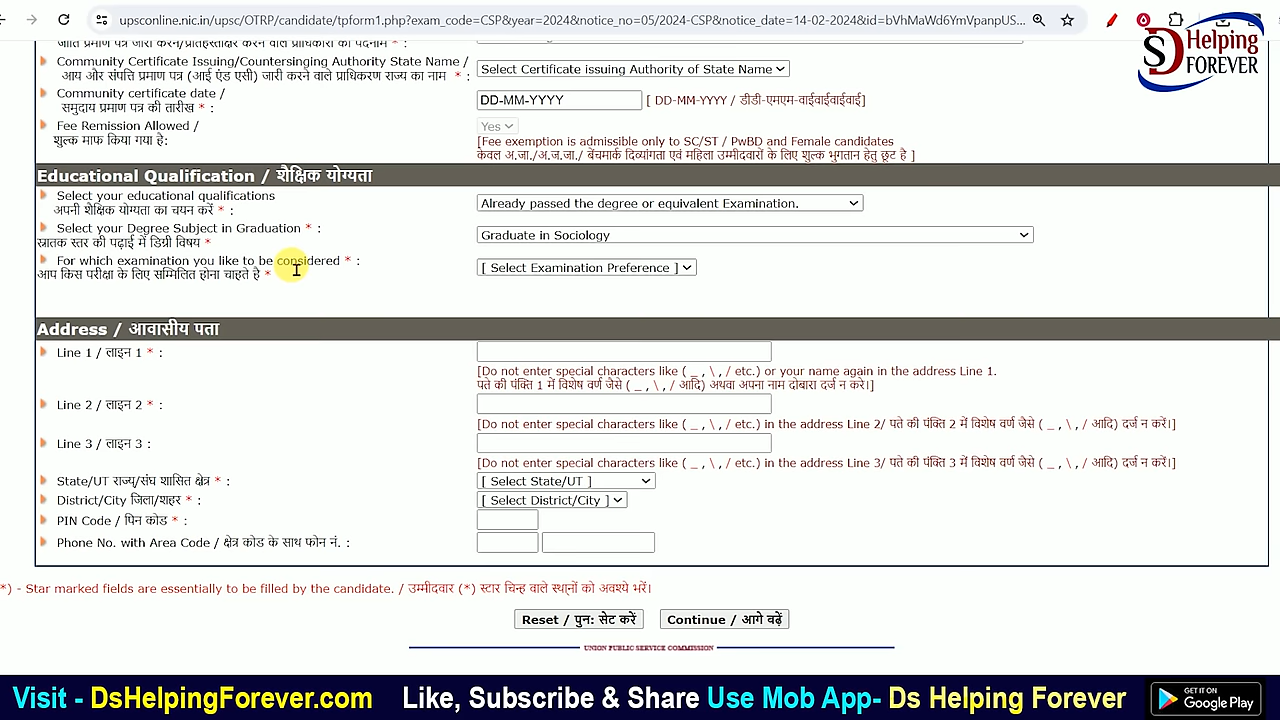 upsconline.nic.in/upsc/OTRP/candidate/tpform1.php?exam_code=CSP&year=2024&notice_no=05/2024-CSP&notice_date=14-02-2024&id=bVhMaWd6YmVpanpUS...
DS Helping FOREVER
जाति प्रमाण पत्र जारी करने/प्रतिहस्ताक्षर करने वाले प्राधिकारी का पदनाम * :
Community Certificate Issuing/Countersinging Authority State Name / Select Certificate issuing Authority of State Name
आय और संपत्ति प्रमाण पत्र (आई एंड एसी) जारी करने वाले प्राधिकरण राज्य का नाम * :
Community certificate date / DD-MM-YYYY [ DD-MM-YYYY / डीडी-एमएम-वाईवाईवाईवाई]
समुदाय प्रमाण पत्र की तारीख * :
Fee Remission Allowed / Yes
शुल्क माफ किया गया है: [Fee exemption is admissible only to SC/ST / PwBD and Female candidates
केवल अ.जा./अ.ज.जा./ बेंचमार्क दिव्यांगता एवं महिला उम्मीदवारों के लिए शुल्क भुगतान हेतु छूट है ]
Educational Qualification / शैक्षिक योग्यता
Select your educational qualifications Already passed the degree or equivalent Examination.
अपनी शैक्षिक योग्यता का चयन करें * :
Select your Degree Subject in Graduation * : Graduate in Sociology
स्नातक स्तर की पढ़ाई में डिग्री विषय *
For which examination you like to be considered * : [ Select Examination Preference ]
आप किस परीक्षा के लिए सम्मिलित होना चाहते है *
Address / आवासीय पता
Line 1 / लाइन 1 * :
[Do not enter special characters like ( _ , \ , / etc.) or your name again in the address Line 1.
पते की पंक्ति 1 में विशेष वर्ण जैसे ( _ , \ , / आदि) अथवा अपना नाम दोबारा दर्ज न करें।]
Line 2 / लाइन 2 * :
[Do not enter special characters like ( _ , \ , / etc.) in the address Line 2/ पते की पंक्ति 2 में विशेष वर्ण जैसे ( _ , \ , / आदि) दर्ज न करें।]
Line 3 / लाइन 3 :
[Do not enter special characters like ( _ , \ , / etc.) in the address Line 3/ पते की पंक्ति 3 में विशेष वर्ण जैसे ( _ , \ , / आदि) दर्ज न करें।]
State/UT राज्य/संघ शासित क्षेत्र * : [ Select State/UT ]
District/City जिला/शहर * : [ Select District/City ]
PIN Code / पिन कोड * :
Phone No. with Area Code / क्षेत्र कोड के साथ फोन नं. :
*) - Star marked fields are essentially to be filled by the candidate. / उम्मीदवार (*) स्टार चिन्ह वाले स्थानों को अवश्ये भरें।
Reset / पुन: सेट करें Continue / आगे बढ़ें
UNION PUBLIC SERVICE COMMISSION
Visit - DsHelpingForever.com Like, Subscribe & Share Use Mob App- Ds Helping Forever GET IT ON Google Play